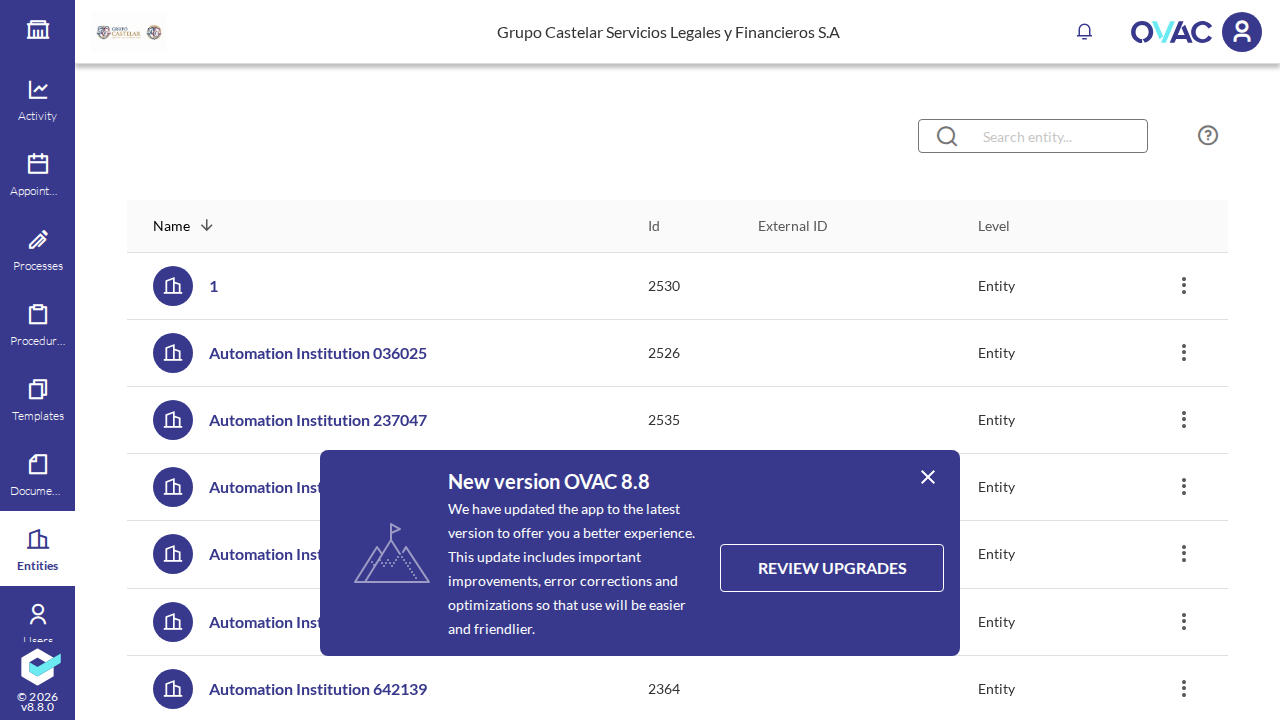 GRUPO
CASTELAR
Grupo Castelar Servicios Legales y Financieros S.A
OVAC
Activity
Appoint...
Processes
Procedur...
Templates
Docume...
Entities
Users
© 2026
v8.8.0
Search entity...
Name Id External ID Level
1 2530 Entity
Automation Institution 036025 2526 Entity
Automation Institution 237047 2535 Entity
Automation Inst Entity
Automation Inst Entity
Automation Inst Entity
Automation Institution 642139 2364 Entity
New version OVAC 8.8
We have updated the app to the latest
version to offer you a better experience.
This update includes important
improvements, error corrections and
optimizations so that use will be easier
and friendlier.
REVIEW UPGRADES